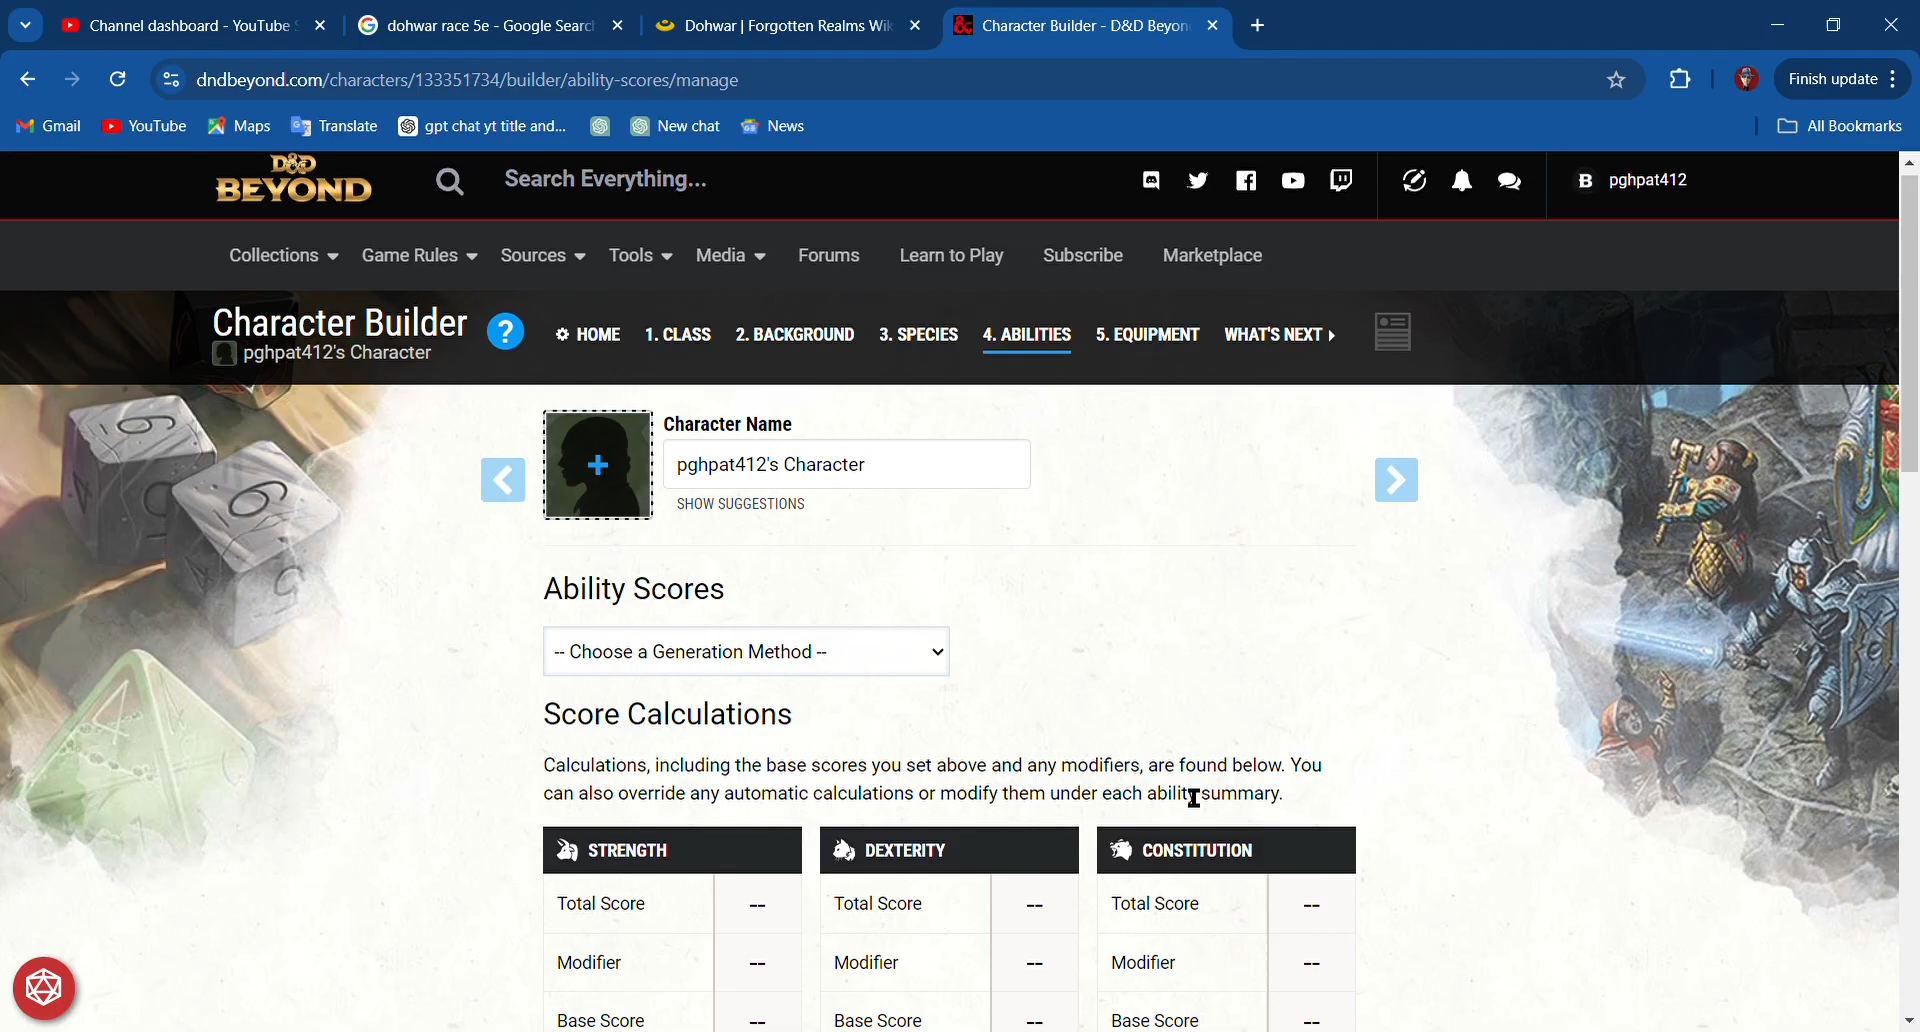 Channel dashboard - YouTube S
dohwar race 5e - Google Search
Dohwar | Forgotten Realms Wik
Character Builder - D&D Beyon
dndbeyond.com/characters/133351734/builder/ability-scores/manage
Finish update
Gmail
YouTube
Maps
Translate
gpt chat yt title and...
New chat
News
All Bookmarks
D&D
BEYOND
Search Everything...
B pghpat412
Collections
Game Rules
Sources
Tools
Media
Forums
Learn to Play
Subscribe
Marketplace
Character Builder
pghpat412's Character
?
HOME
1. CLASS
2. BACKGROUND
3. SPECIES
4. ABILITIES
5. EQUIPMENT
WHAT'S NEXT
Character Name
pghpat412's Character
SHOW SUGGESTIONS
Ability Scores
-- Choose a Generation Method --
Score Calculations
Calculations, including the base scores you set above and any modifiers, are found below. You
can also override any automatic calculations or modify them under each ability summary.
STRENGTH
DEXTERITY
CONSTITUTION
Total Score --
Total Score --
Total Score --
Modifier --
Modifier --
Modifier --
Base Score --
Base Score --
Base Score --